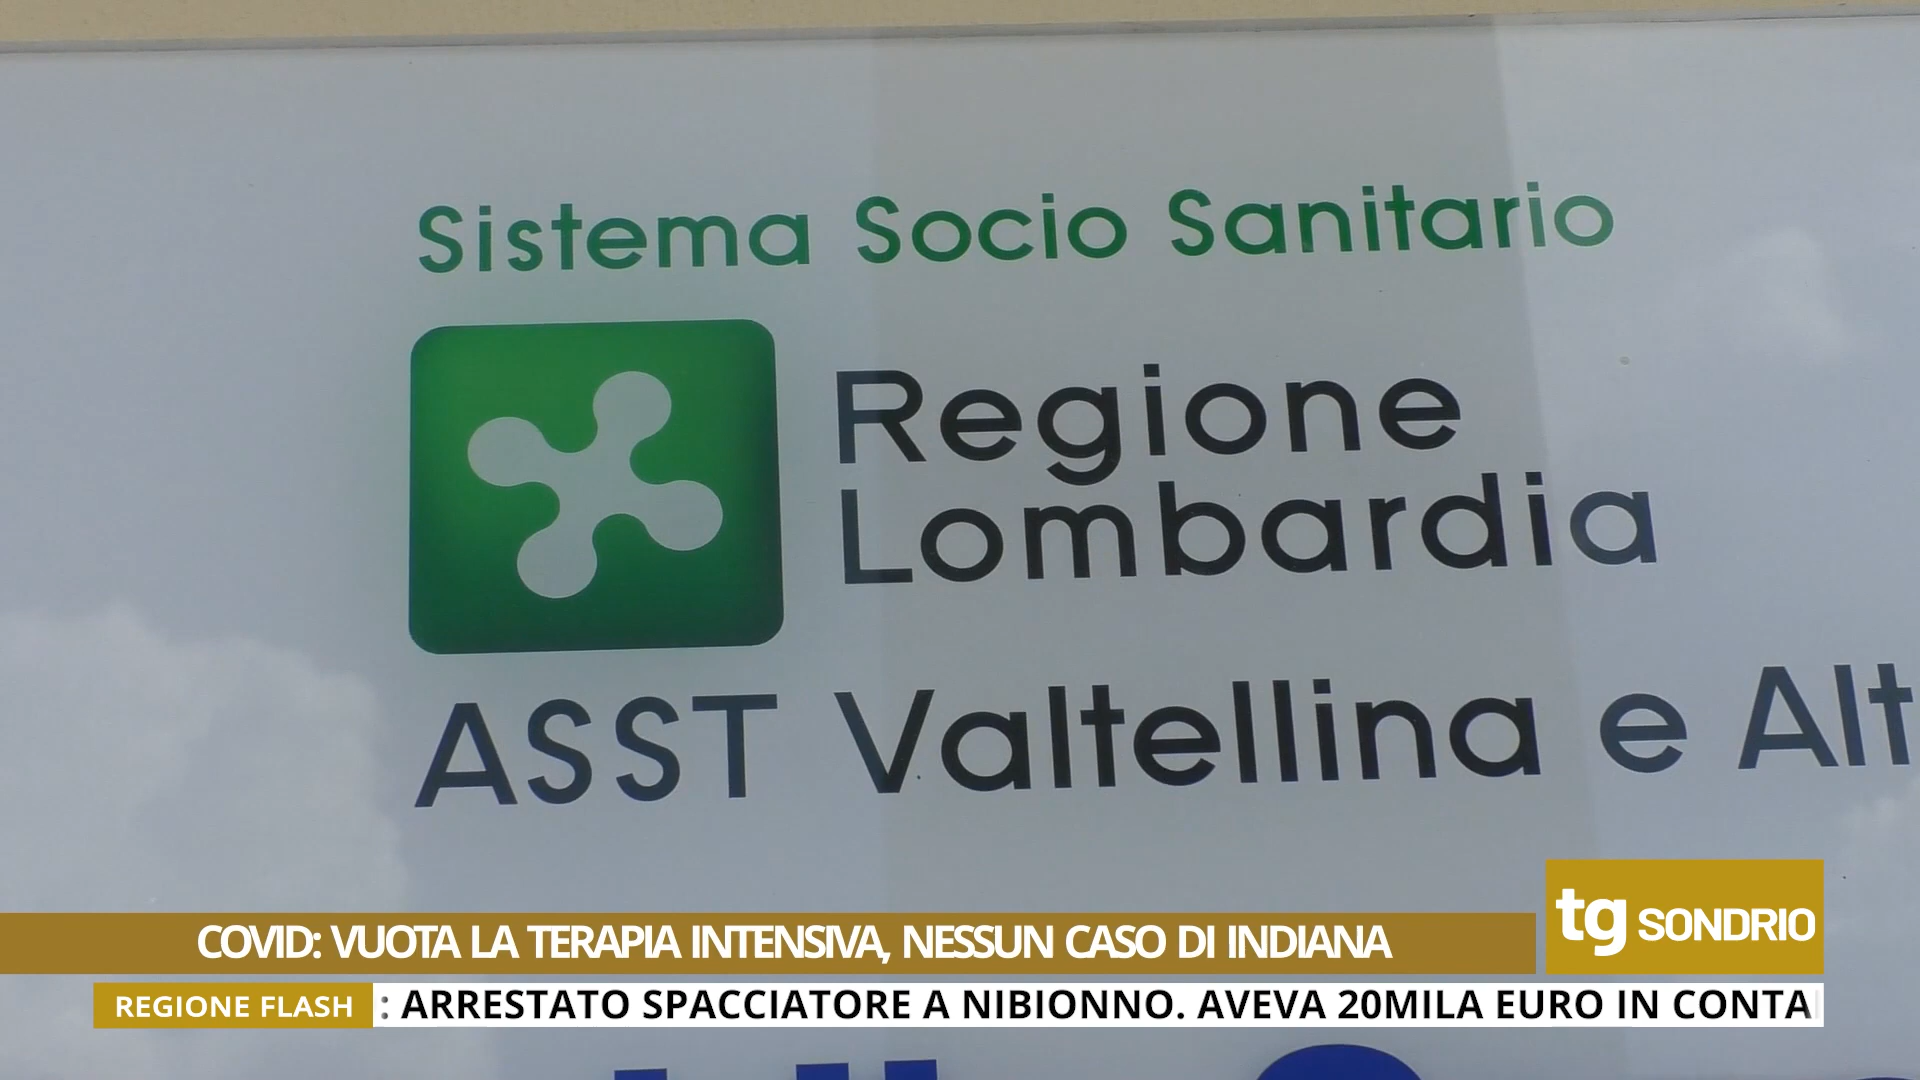 Sistema Socio Sanitario
Regione
Lombardia
ASST Valtellina e Alt
COVID: VUOTA LA TERAPIA INTENSIVA, NESSUN CASO DI INDIANA
tg SONDRIO
REGIONE FLASH : ARRESTATO SPACCIATORE A NIBIONNO. AVEVA 20MILA EURO IN CONTA